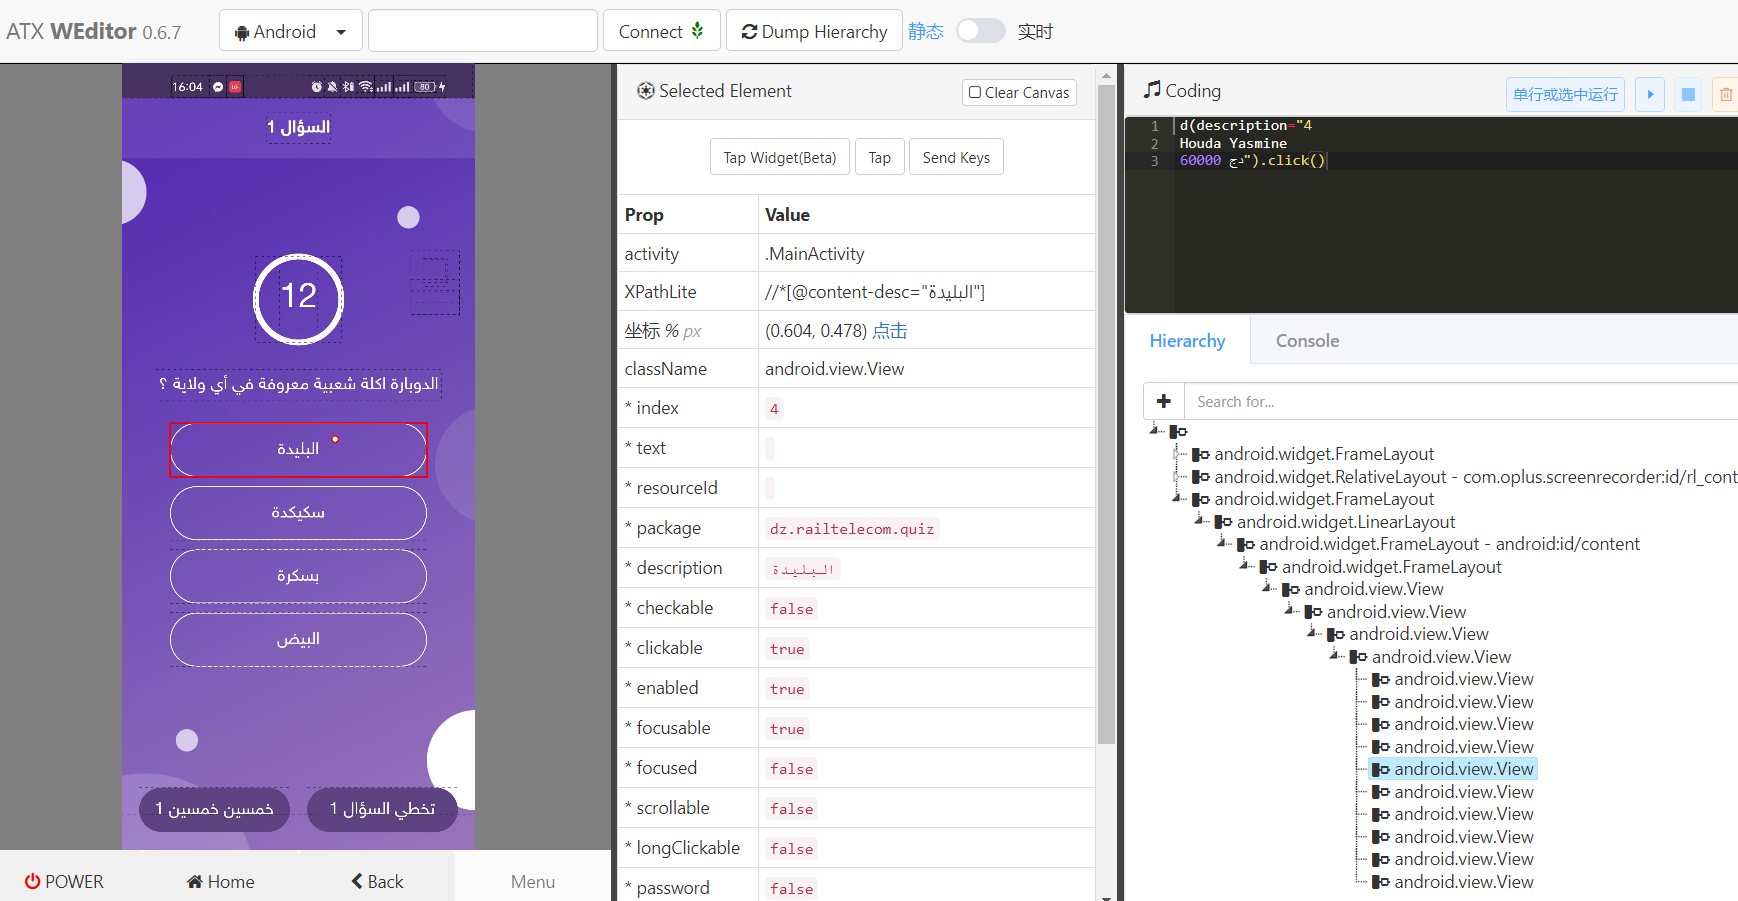 ATX WEditor 0.6.7
Android
Connect
Dump Hierarchy
静态
实时
16:04
80
السؤال 1
12
الدوبارة اكلة شعبية معروفة في أي ولاية ؟
البليدة
سكيكدة
بسكرة
البيض
خمسين خمسين 1
تخطي السؤال 1
POWER
Home
Back
Menu
Selected Element
Clear Canvas
Tap Widget(Beta)
Tap
Send Keys
Prop Value
activity .MainActivity
XPathLite //*[@content-desc="البليدة"]
坐标 % px (0.604, 0.478) 点击
className android.view.View
* index 4
* text
* resourceId
* package dz.railtelecom.quiz
* description البليدة
* checkable false
* clickable true
* enabled true
* focusable true
* focused false
* scrollable false
* longClickable false
* password false
Coding
单行或选中运行
1 d(description="4
2 Houda Yasmine
3 60000 دج").click()
Hierarchy
Console
Search for...
android.widget.FrameLayout
android.widget.RelativeLayout - com.oplus.screenrecorder:id/rl_cont
android.widget.FrameLayout
android.widget.LinearLayout
android.widget.FrameLayout - android:id/content
android.widget.FrameLayout
android.view.View
android.view.View
android.view.View
android.view.View
android.view.View
android.view.View
android.view.View
android.view.View
android.view.View
android.view.View
android.view.View
android.view.View
android.view.View
android.view.View